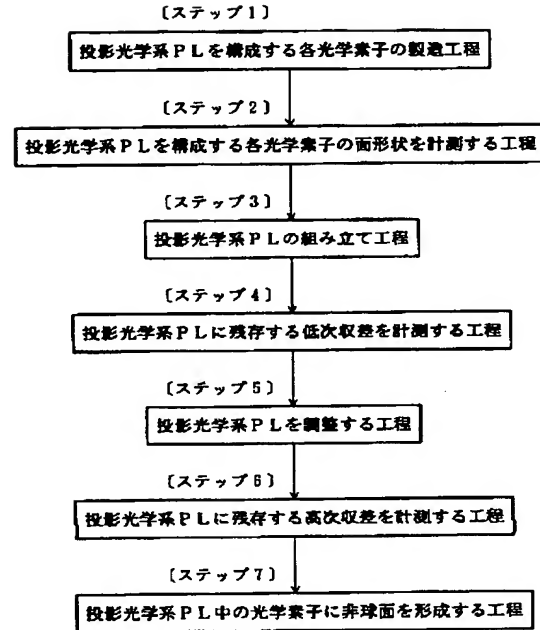 〔ステップ1〕
投影光学系PLを構成する各光学素子の製造工程
〔ステップ2〕
投影光学系PLを構成する各光学素子の面形状を計測する工程
〔ステップ3〕
投影光学系PLの組み立て工程
〔ステップ4〕
投影光学系PLに残存する低次収差を計測する工程
〔ステップ5〕
投影光学系PLを調整する工程
〔ステップ6〕
投影光学系PLに残存する高次収差を計測する工程
〔ステップ7〕
投影光学系PL中の光学素子に非球面を形成する工程